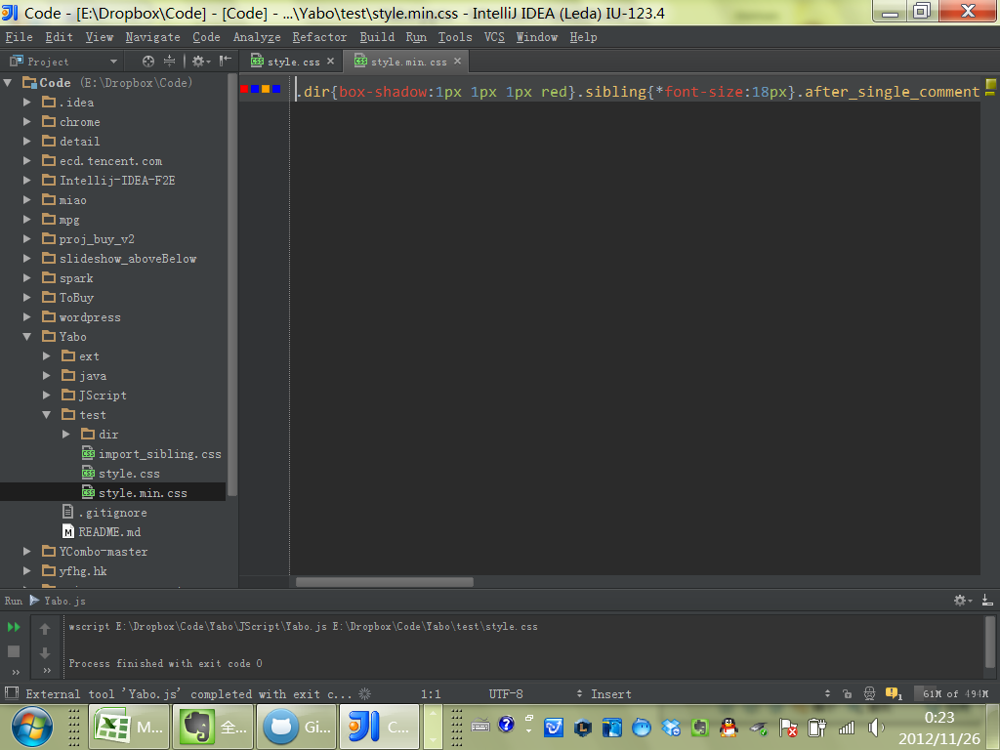 Code - [E:\Dropbox\Code] - [Code] - ...\Yabo\test\style.min.css - IntelliJ IDEA (Leda) IU-123.4
File Edit View Navigate Code Analyze Refactor Build Run Tools VCS Window Help
Project
style.css
style.min.css
Code (E:\Dropbox\Code)
.idea
chrome
detail
ecd.tencent.com
Intellij-IDEA-F2E
miao
mpg
proj_buy_v2
slideshow_aboveBelow
spark
ToBuy
wordpress
Yabo
ext
java
JScript
test
dir
import_sibling.css
style.css
style.min.css
.gitignore
README.md
YCombo-master
yfhg.hk
.dir{box-shadow:1px 1px 1px red}.sibling{*font-size:18px}.after_single_comment
Run Yabo.js
wscript E:\Dropbox\Code\Yabo\JScript\Yabo.js E:\Dropbox\Code\Yabo\test\style.css
Process finished with exit code 0
External tool 'Yabo.js' completed with exit c... 1:1 UTF-8 Insert 61M of 494M
M... 全... Gi... C...
0:23
2012/11/26